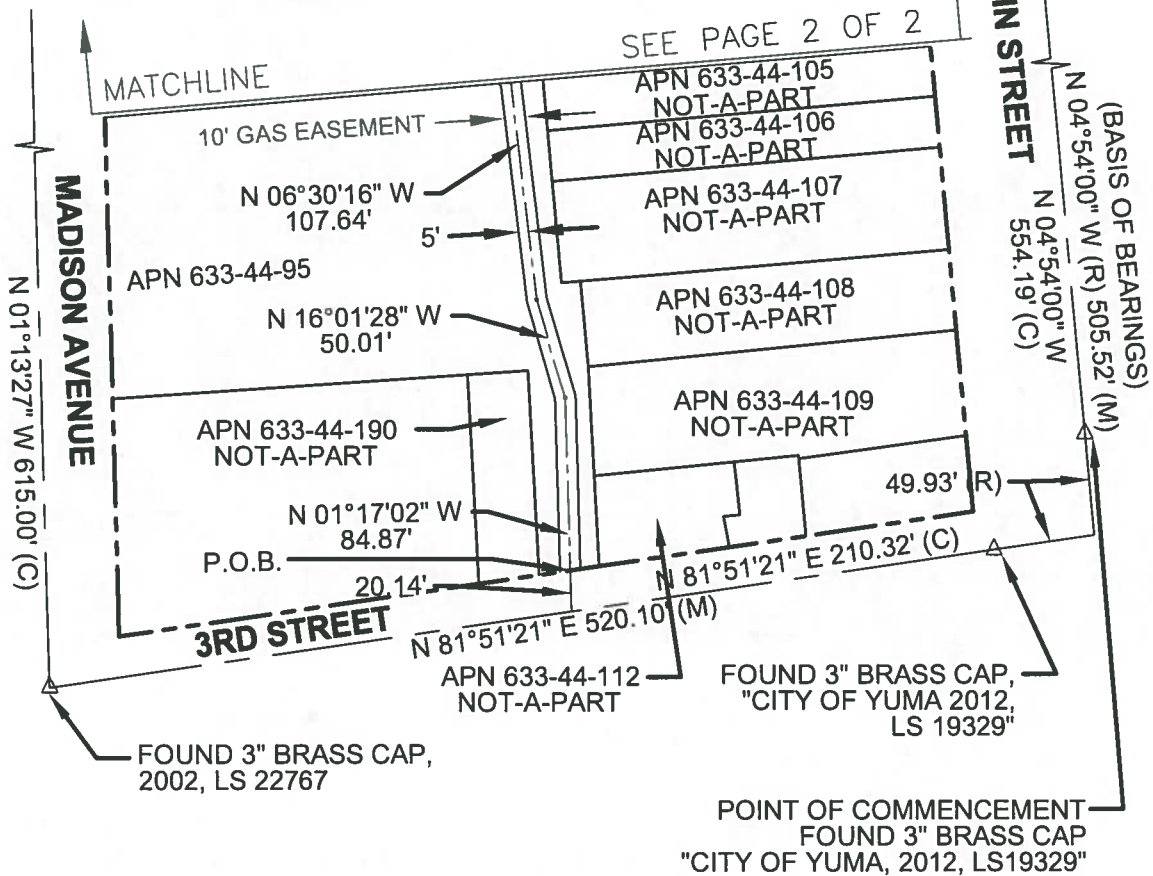 SEE PAGE 2 OF 2
MATCHLINE
IN STREET
10' GAS EASEMENT
APN 633-44-105
NOT-A-PART
APN 633-44-106
NOT-A-PART
N 06°30'16" W
107.64'
5'
APN 633-44-107
NOT-A-PART
(BASIS OF BEARINGS)
N 04°54'00" W (R) 505.52' (M)
N 04°54'00" W
554.19' (C)
MADISON AVENUE
N 01°13'27" W 615.00' (C)
APN 633-44-95
N 16°01'28" W
50.01'
APN 633-44-108
NOT-A-PART
APN 633-44-190
NOT-A-PART
APN 633-44-109
NOT-A-PART
49.93' (R)
N 01°17'02" W
84.87'
P.O.B.
20.14'
N 81°51'21" E 210.32' (C)
3RD STREET
N 81°51'21" E 520.10' (M)
APN 633-44-112
NOT-A-PART
FOUND 3" BRASS CAP,
"CITY OF YUMA 2012,
LS 19329"
FOUND 3" BRASS CAP,
2002, LS 22767
POINT OF COMMENCEMENT
FOUND 3" BRASS CAP
"CITY OF YUMA, 2012, LS19329"